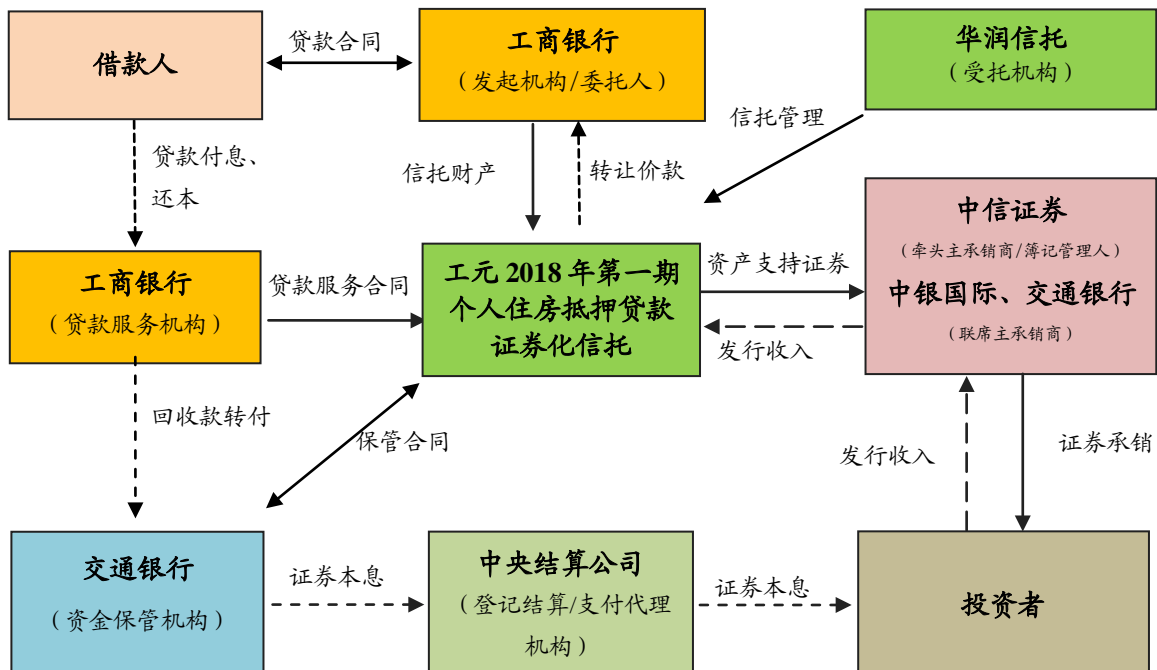 借款人
贷款合同
工商银行
（发起机构/委托人）
华润信托
（受托机构）
贷款付息、
还本
信托财产
转让价款
信托管理
工商银行
（贷款服务机构）
贷款服务合同
工元 2018 年第一期
个人住房抵押贷款
证券化信托
资产支持证券
发行收入
中信证券
（牵头主承销商/簿记管理人）
中银国际、交通银行
（联席主承销商）
回收款转付
保管合同
发行收入
证券承销
交通银行
（资金保管机构）
证券本息
中央结算公司
（登记结算/支付代理
机构）
证券本息
投资者